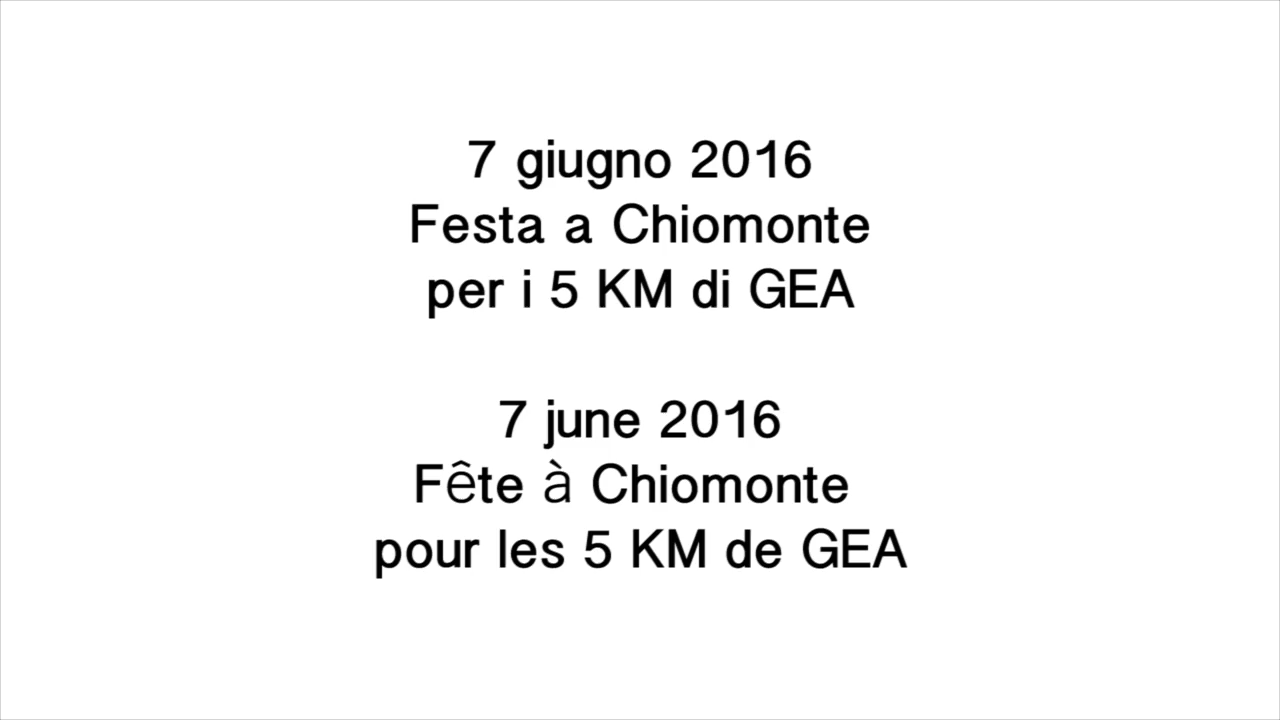 7 giugno 2016
Festa a Chiomonte
per i 5 KM di GEA
7 june 2016
Fête à Chiomonte
pour les 5 KM de GEA